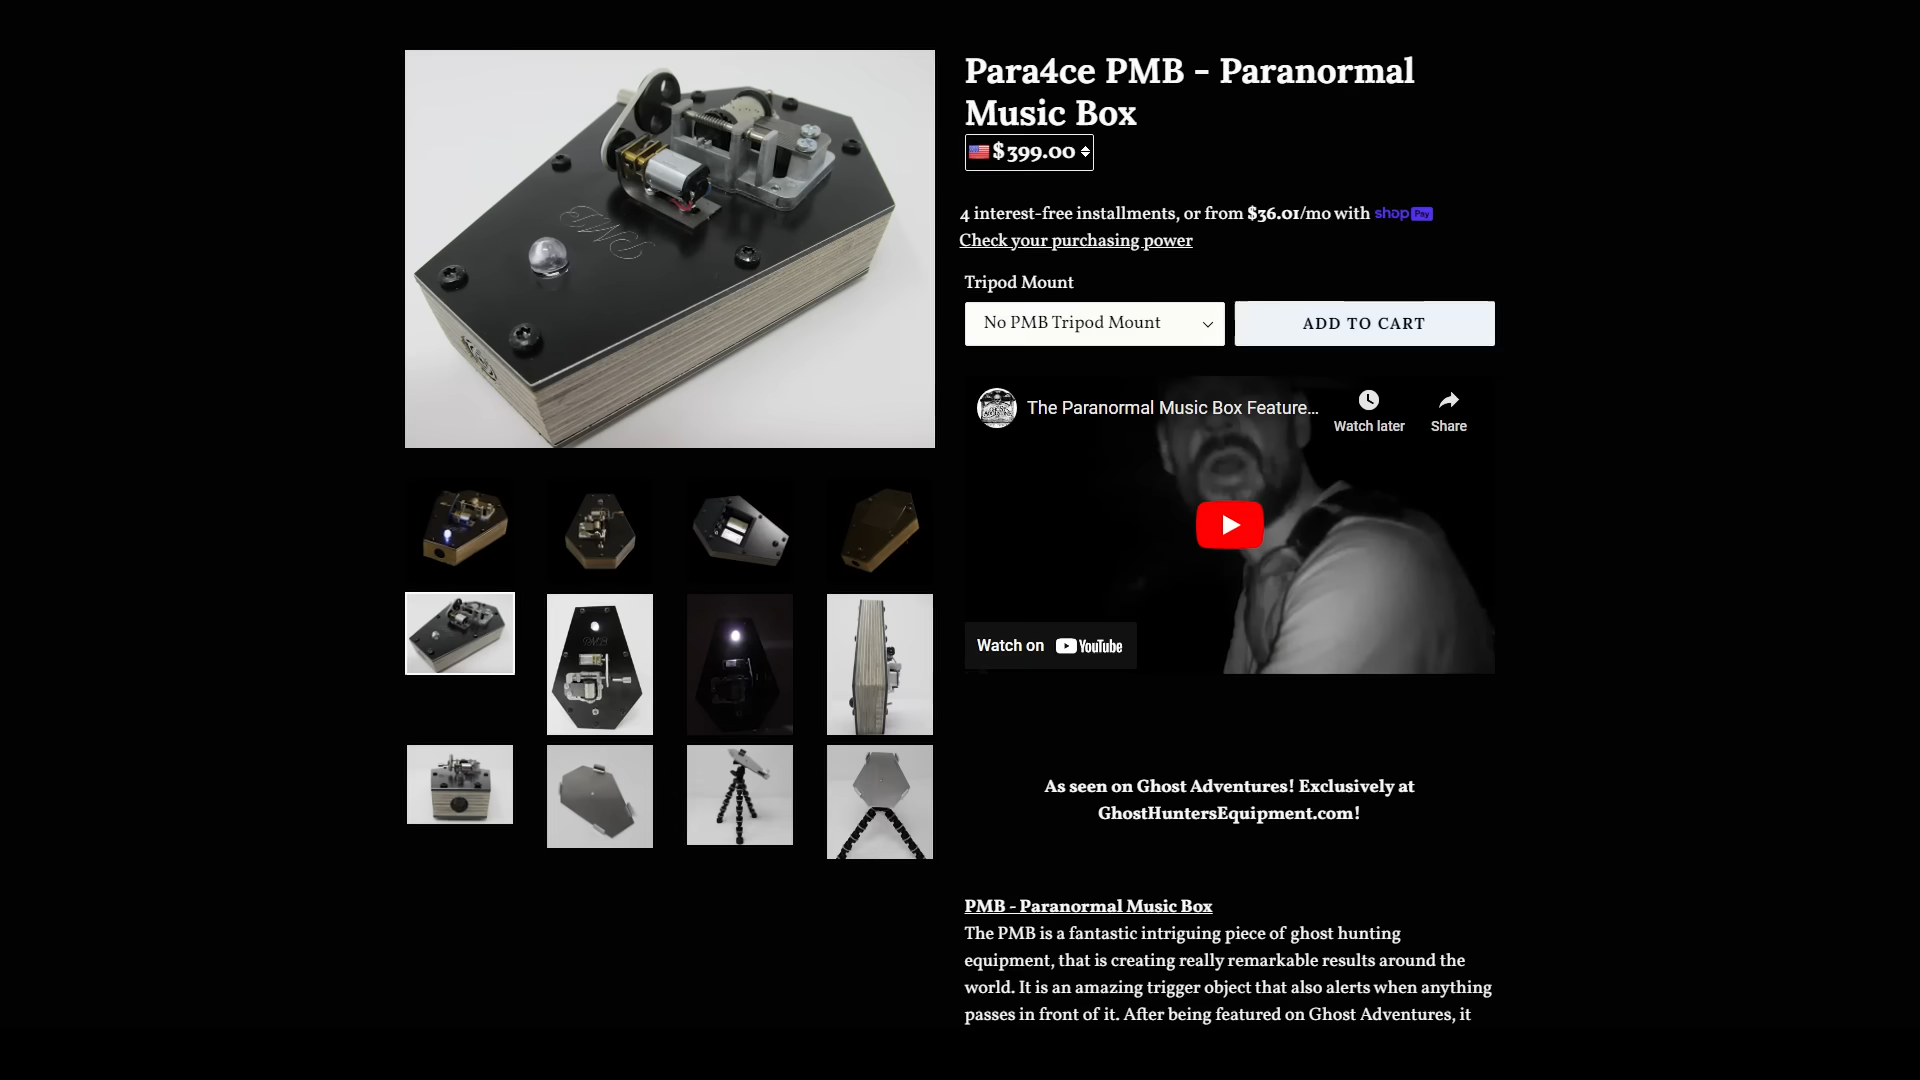 Para4ce PMB - Paranormal
Music Box
$399.00
4 interest-free installments, or from $36.01/mo with shop Pay
Check your purchasing power
Tripod Mount
No PMB Tripod Mount
ADD TO CART
PMB
The Paranormal Music Box Feature...
Watch later
Share
Watch on YouTube
As seen on Ghost Adventures! Exclusively at
GhostHuntersEquipment.com!
PMB - Paranormal Music Box
The PMB is a fantastic intriguing piece of ghost hunting
equipment, that is creating really remarkable results around the
world. It is an amazing trigger object that also alerts when anything
passes in front of it. After being featured on Ghost Adventures, it